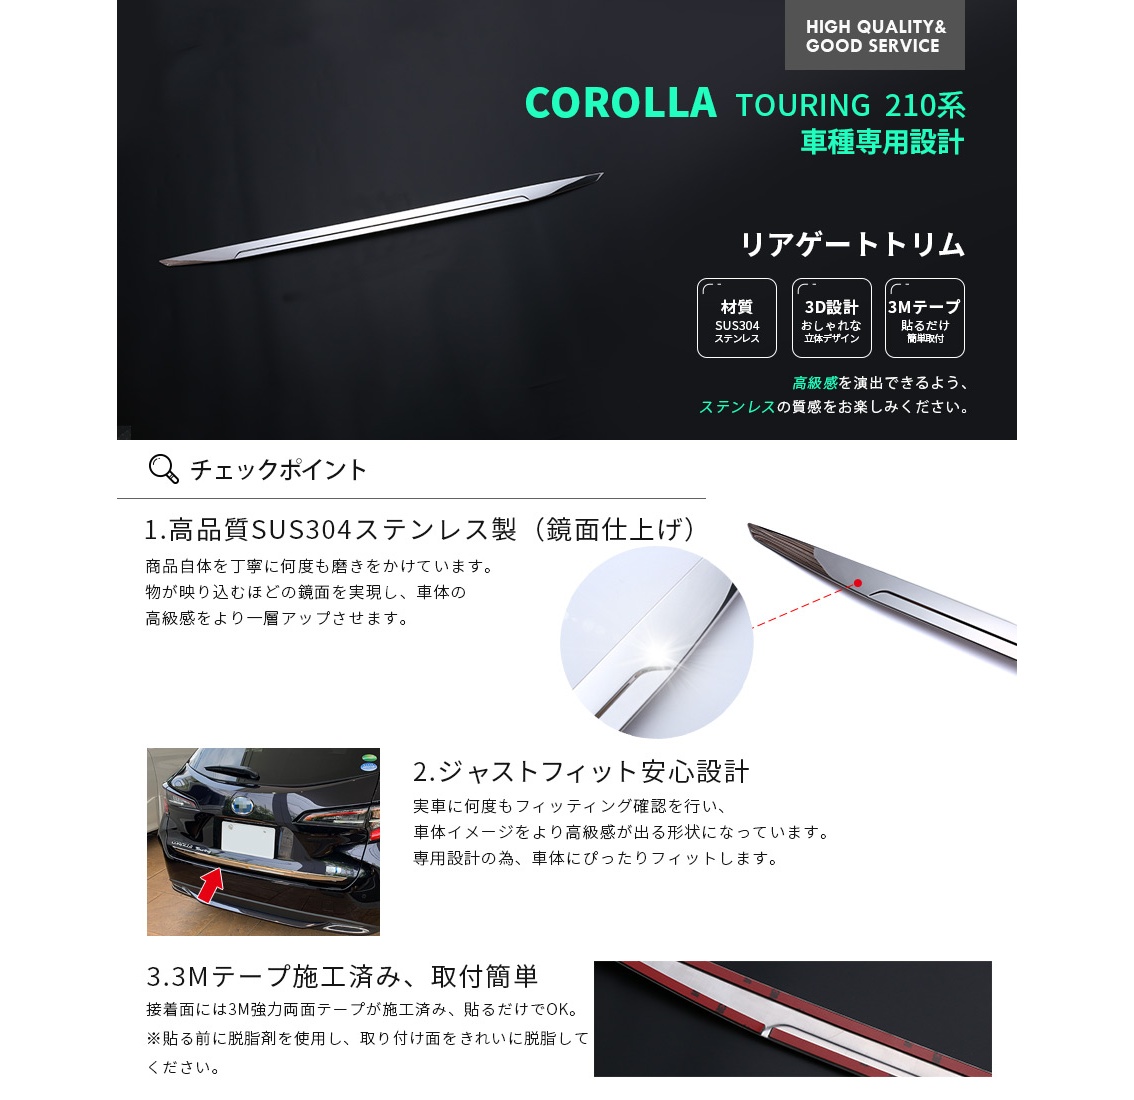 HIGH QUALITY&
GOOD SERVICE
COROLLA TOURING 210系
車種専用設計
リアゲートトリム
材質
SUS304
ステンレス
3D設計
おしゃれな
立体デザイン
3Mテープ
貼るだけ
簡単取付
高級感を演出できるよう、
ステンレスの質感をお楽しみください。
チェックポイント
1.高品質SUS304ステンレス製（鏡面仕上げ）
商品自体を丁寧に何度も磨きをかけています。
物が映り込むほどの鏡面を実現し、車体の
高級感をより一層アップさせます。
2.ジャストフィット安心設計
実車に何度もフィッティング確認を行い、
車体イメージをより高級感が出る形状になっています。
専用設計の為、車体にぴったりフィットします。
COROLLA Touring
3.3Mテープ施工済み、取付簡単
接着面には3M強力両面テープが施工済み、貼るだけでOK。
※貼る前に脱脂剤を使用し、取り付け面をきれいに脱脂して
ください。